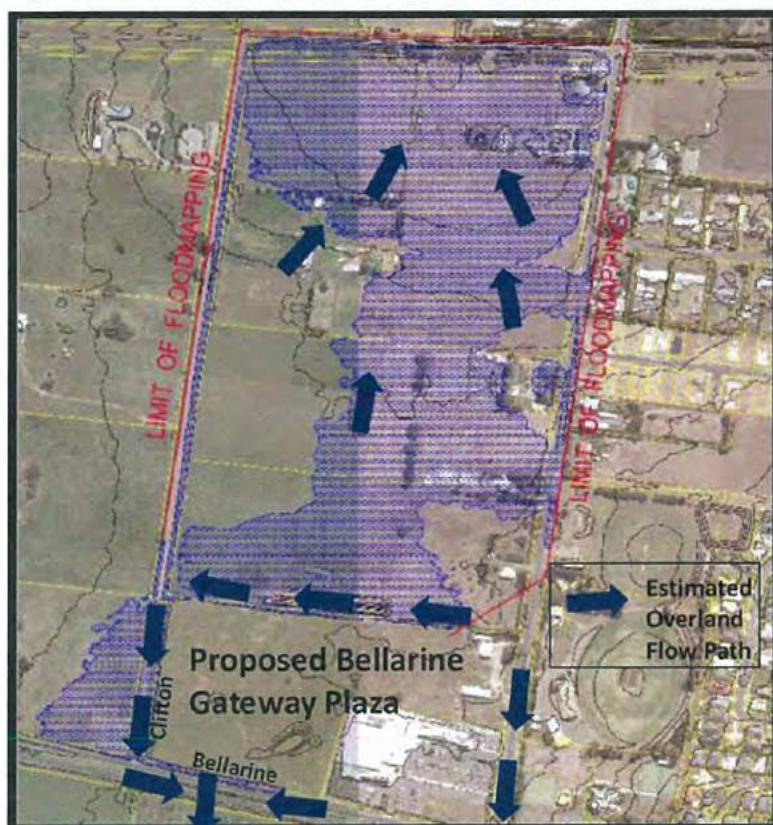 LIMIT OF FLOODMAPPING
LIMIT OF FLOODMAPPING
Estimated
Overland
Flow Path
Proposed Bellarine
Gateway Plaza
Clifton
Bellarine